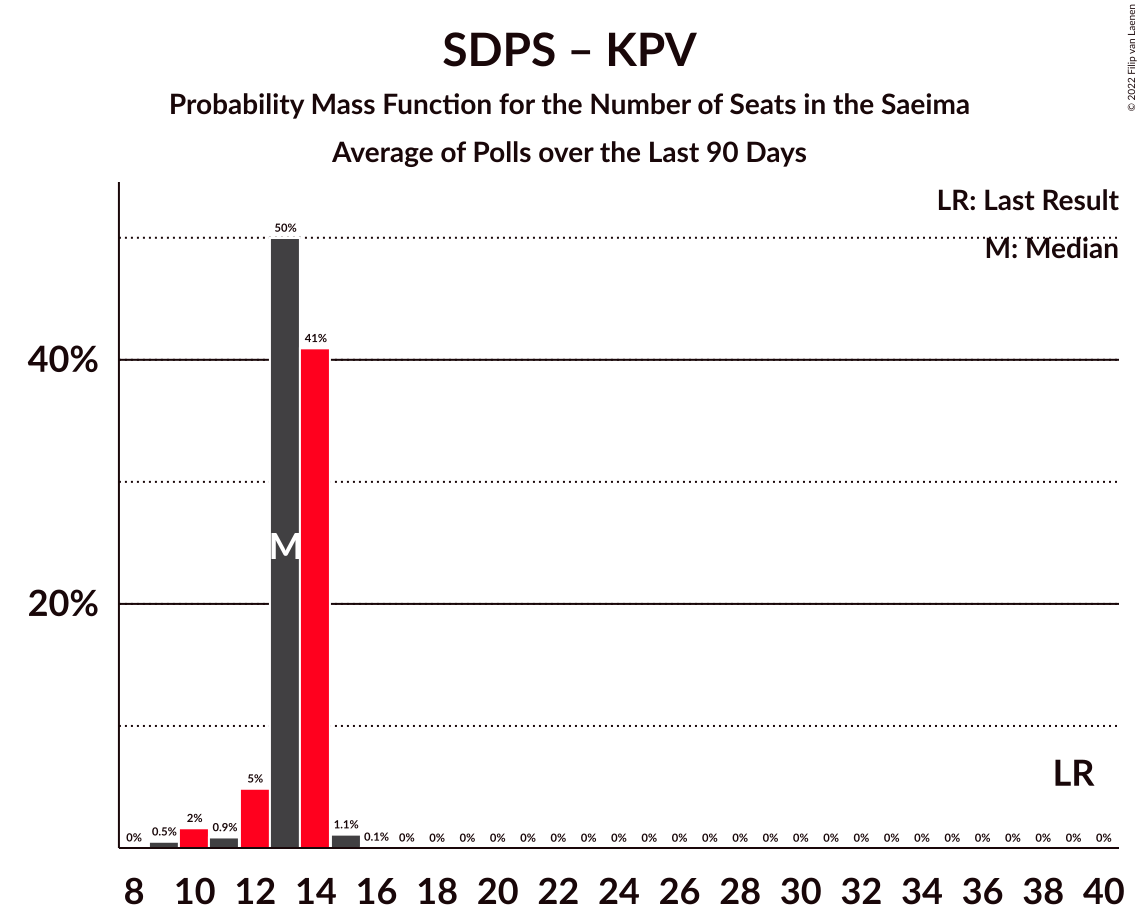 SDPS – KPV
Probability Mass Function for the Number of Seats in the Saeima
Average of Polls over the Last 90 Days
© 2022 Filip van Laenen
LR: Last Result
M: Median
50%
41%
40%
M
20%
LR
0% 0.5% 2% 0.9% 5% 1.1% 0.1% 0% 0% 0% 0% 0% 0% 0% 0% 0% 0% 0% 0% 0% 0% 0% 0% 0% 0% 0% 0% 0% 0% 0% 0%
8 10 12 14 16 18 20 22 24 26 28 30 32 34 36 38 40